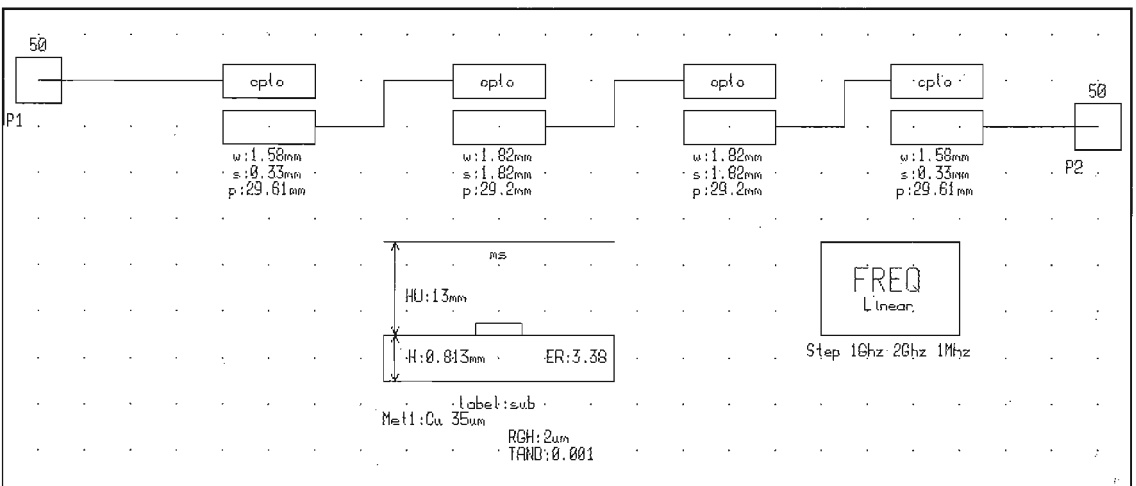 50
cplo cplo cplo cplo
50
P1
w:1.58mm w:1.82mm w:1.82mm w:1.58mm
s:0.33mm s:1.82mm s:1.82mm s:0.33mm
p:29.61mm p:29.2mm p:29.2mm p:29.61mm
P2
ms
HU:13mm
FREQ
Linear
H:0.813mm ER:3.38
Step 1Ghz 2Ghz 1Mhz
label:sub
Met1:Cu 35um
RGH:2um
TAND:0.001